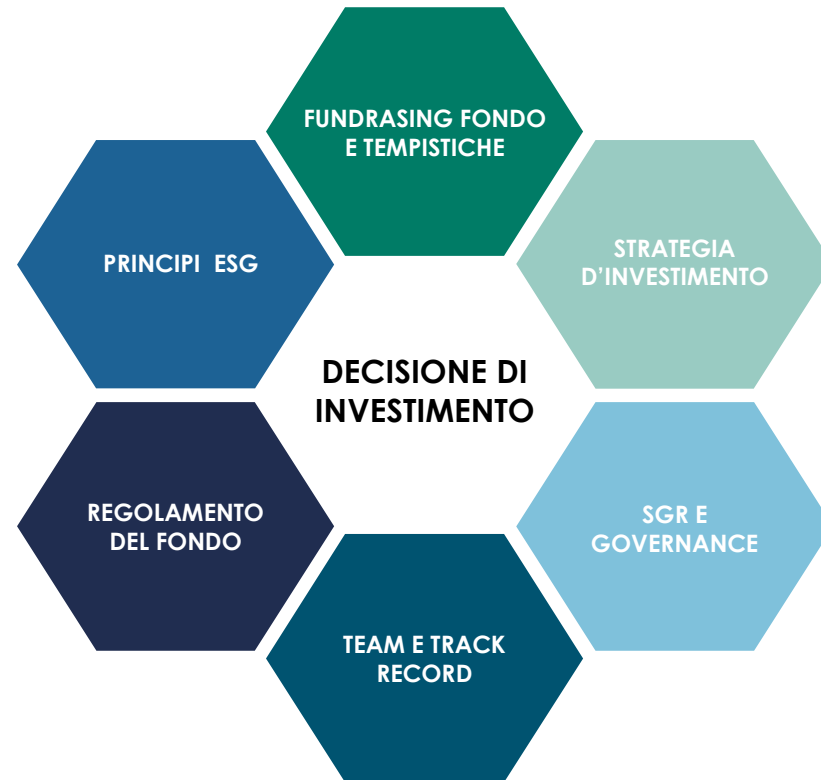 FUNDRASING FONDO
E TEMPISTICHE
PRINCIPI ESG
STRATEGIA
D’INVESTIMENTO
DECISIONE DI
INVESTIMENTO
REGOLAMENTO
DEL FONDO
SGR E
GOVERNANCE
TEAM E TRACK
RECORD